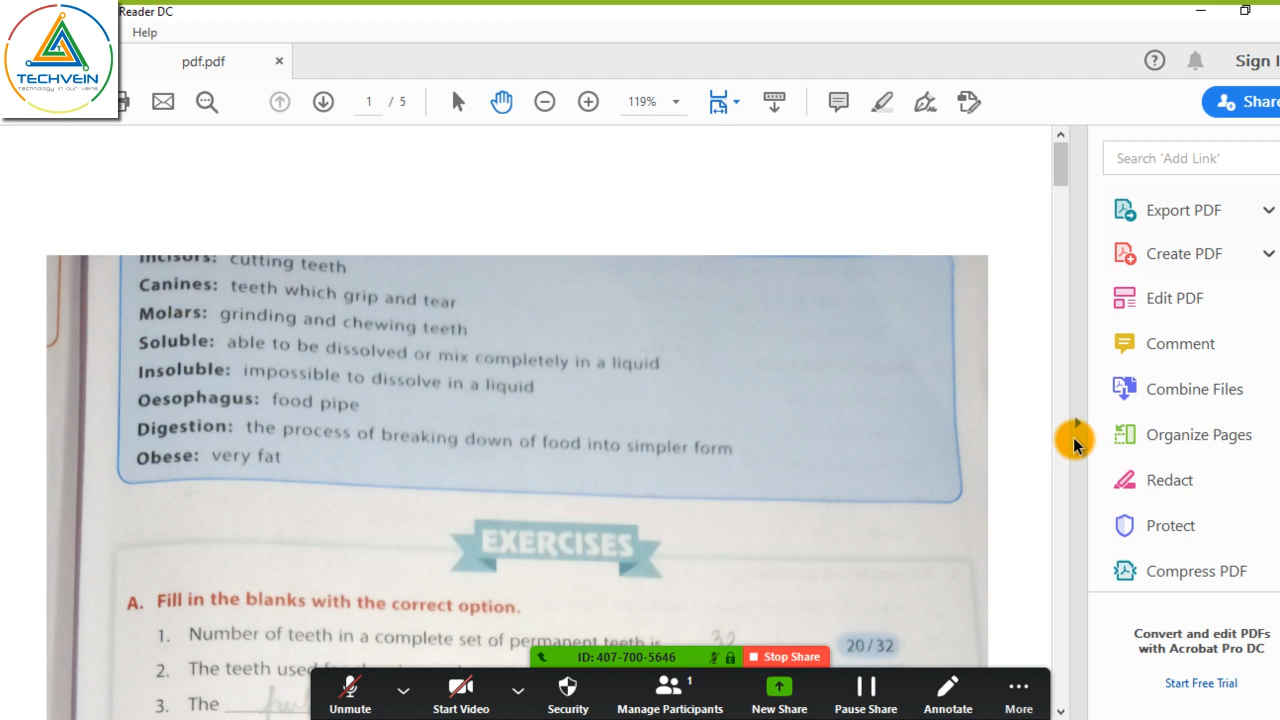 Reader DC
TECHVEIN
Technology in our veins
Help
pdf.pdf
Sign I
1 / 5
119%
Share
Search 'Add Link'
Export PDF
Create PDF
Edit PDF
Comment
Combine Files
Organize Pages
Redact
Protect
Compress PDF
Convert and edit PDFs
with Acrobat Pro DC
Start Free Trial
Incisors: cutting teeth
Canines: teeth which grip and tear
Molars: grinding and chewing teeth
Soluble: able to be dissolved or mix completely in a liquid
Insoluble: impossible to dissolve in a liquid
Oesophagus: food pipe
Digestion: the process of breaking down of food into simpler form
Obese: very fat
EXERCISES
A. Fill in the blanks with the correct option.
1. Number of teeth in a complete set of permanent teeth is 32 20/32
2. The teeth used
3. The
ID: 407-700-5646
Stop Share
Unmute
Start Video
Security
Manage Participants 1
New Share
Pause Share
Annotate
More